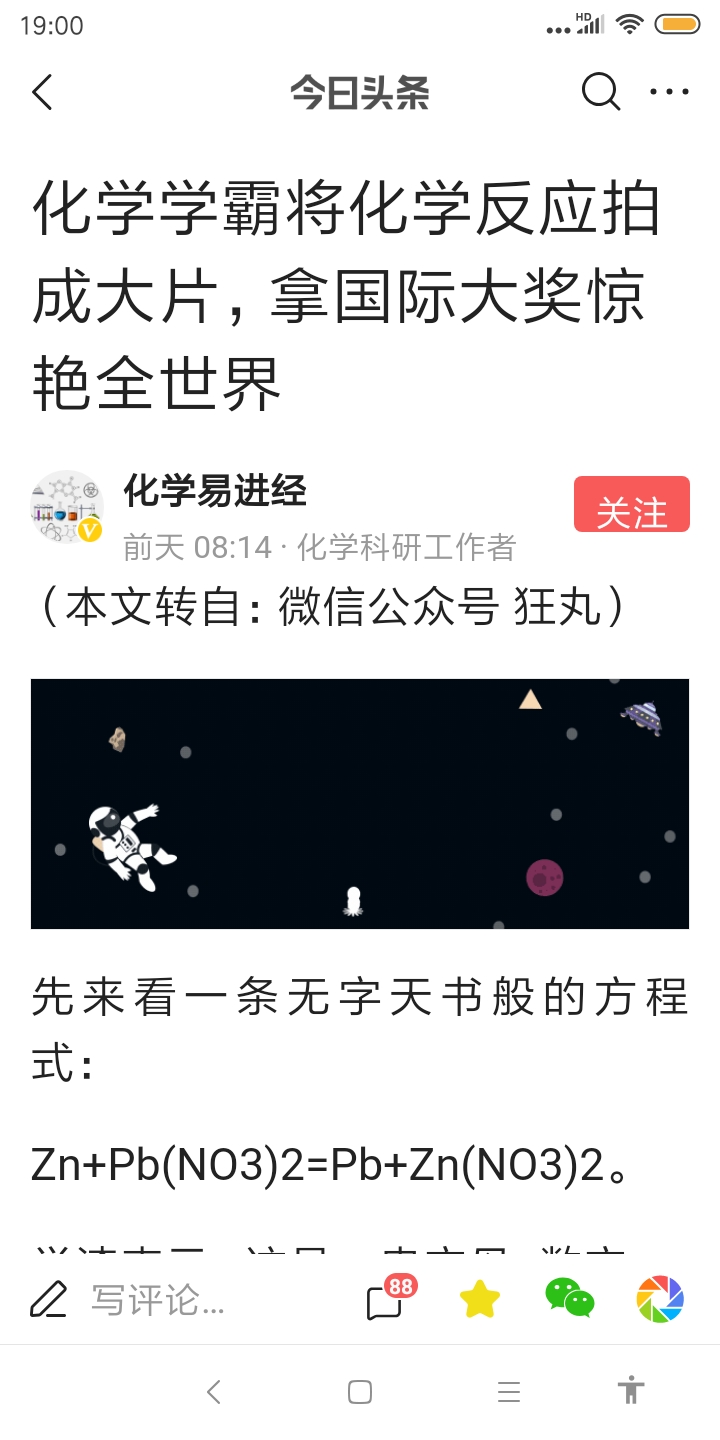 19:00
HD
今日头条
化学学霸将化学反应拍
成大片，拿国际大奖惊
艳全世界
化学易进经
V
关注
前天 08:14 · 化学科研工作者
（本文转自：微信公众号 狂丸）
先来看一条无字天书般的方程
式：
Zn+Pb(NO3)2=Pb+Zn(NO3)2。
写评论...
88